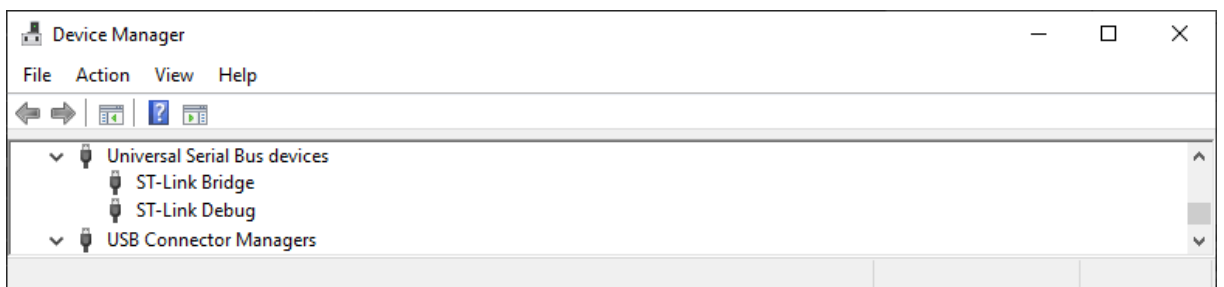 Device Manager
File Action View Help
Universal Serial Bus devices
ST-Link Bridge
ST-Link Debug
USB Connector Managers